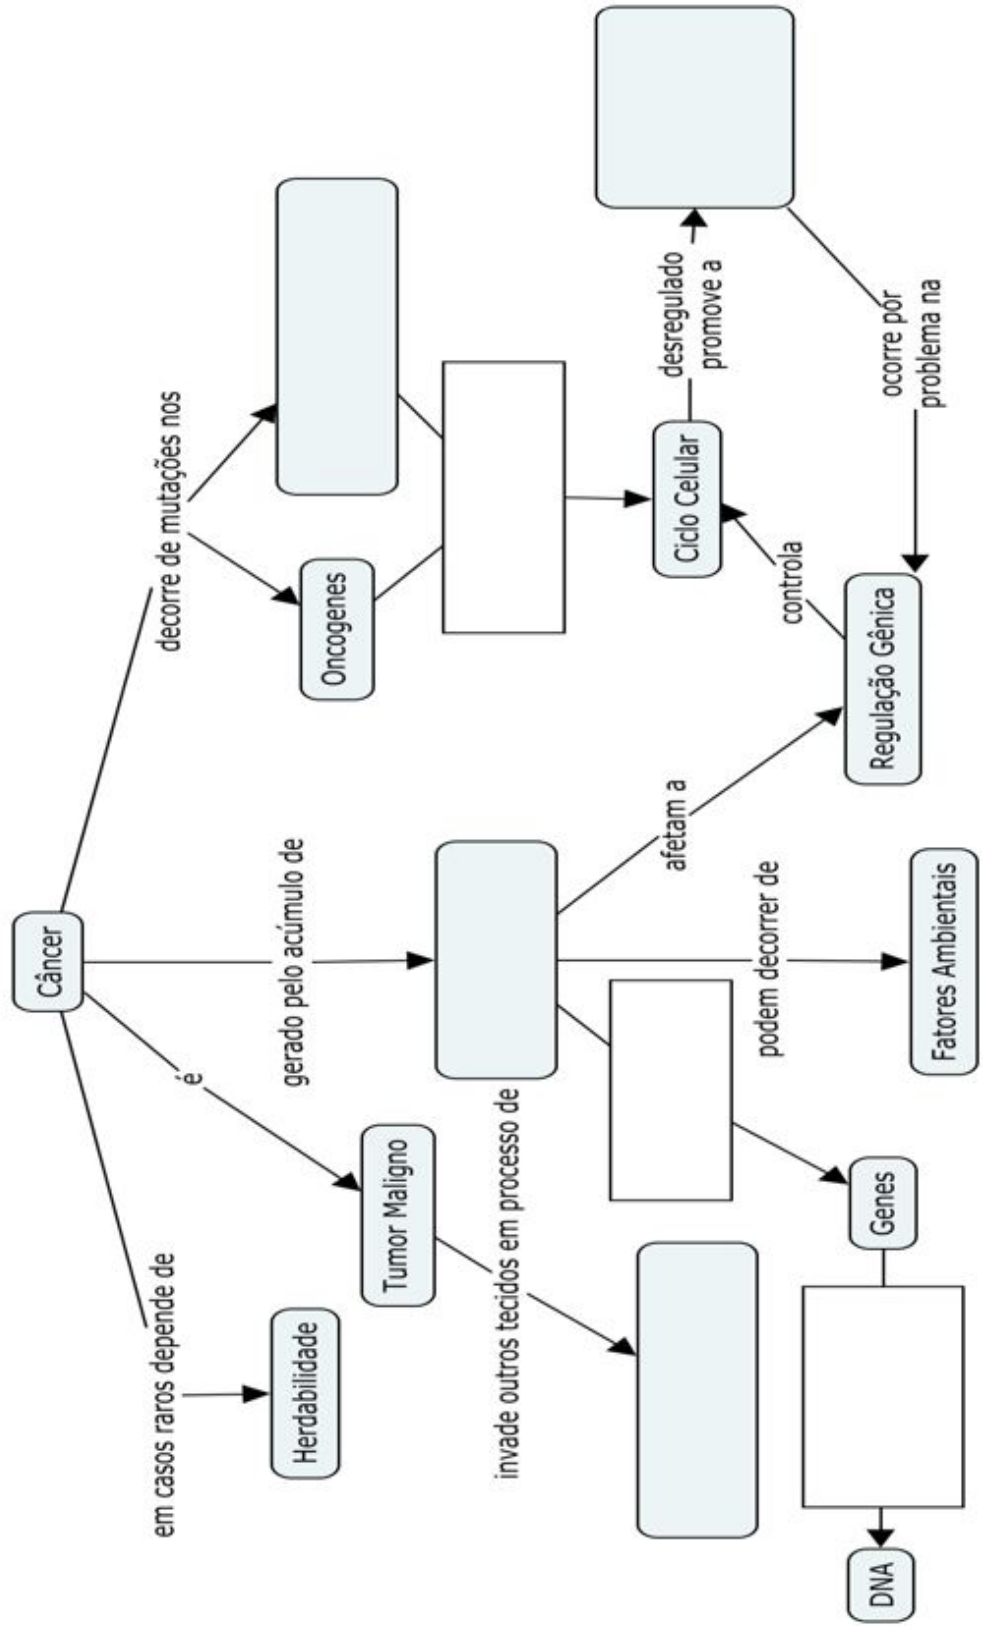 Câncer
em casos raros depende de
é
gerado pelo acúmulo de
decorre de mutações nos
Herdabilidade
Tumor Maligno
Oncogenes
invade outros tecidos em processo de
afetam a
podem decorrer de
Ciclo Celular
desregulado
promove a
controla
ocorre por
problema na
DNA
Genes
Fatores Ambientais
Regulação Gênica